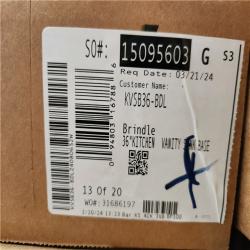 SO#: 15095603 G S3
Req Date: 03/21/24
Customer Name:
KVSB36-BDL
Brindle
36"KITCHEN VANITY SINK BASE
13 Of 20
WO#: 31686197